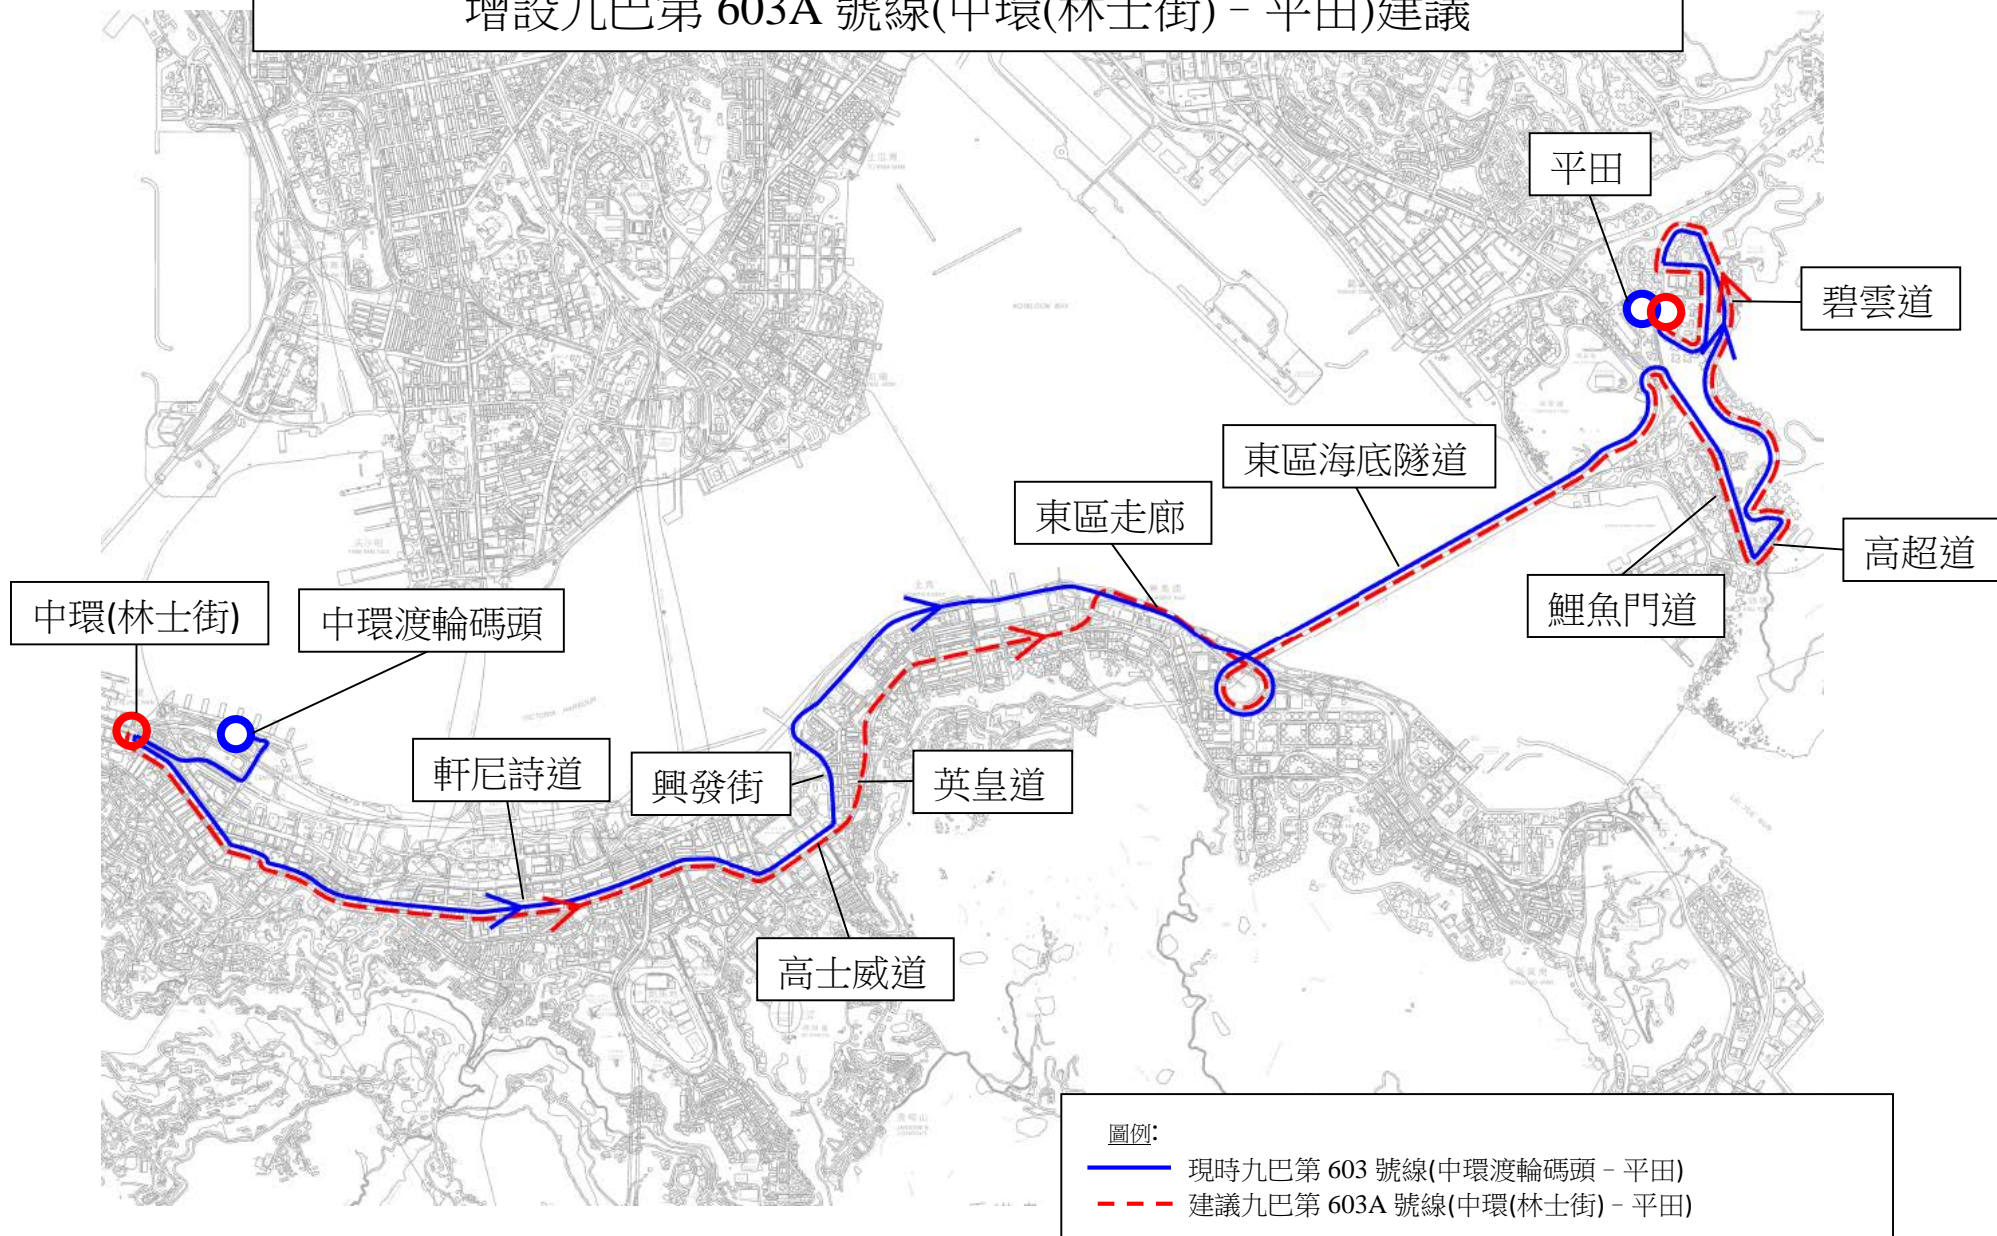 增設九巴第 603A 號線(中環(林士街) - 平田)建議
平田
碧雲道
東區海底隧道
東區走廊
高超道
鯉魚門道
中環(林士街)
中環渡輪碼頭
軒尼詩道
興發街
英皇道
高士威道
KOWLOON BAY
VICTORIA HARBOUR
圖例:
現時九巴第 603 號線(中環渡輪碼頭 - 平田)
建議九巴第 603A 號線(中環(林士街) - 平田)